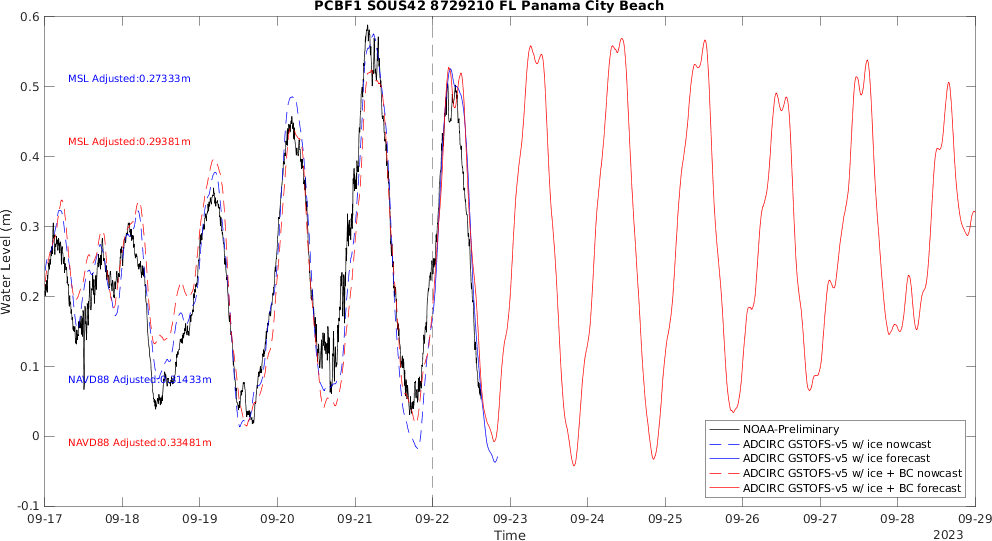 PCBF1 SOUS42 8729210 FL Panama City Beach
0.6
0.5
0.4
0.3
0.2
0.1
0
-0.1
Water Level (m)
MSL Adjusted:0.27333m
MSL Adjusted:0.29381m
NAVD88 Adjusted:0.31433m
NAVD88 Adjusted:0.33481m
NOAA-Preliminary
ADCIRC GSTOFS-v5 w/ ice nowcast
ADCIRC GSTOFS-v5 w/ ice forecast
ADCIRC GSTOFS-v5 w/ ice + BC nowcast
ADCIRC GSTOFS-v5 w/ ice + BC forecast
09-17 09-18 09-19 09-20 09-21 09-22 09-23 09-24 09-25 09-26 09-27 09-28 09-29
Time
2023